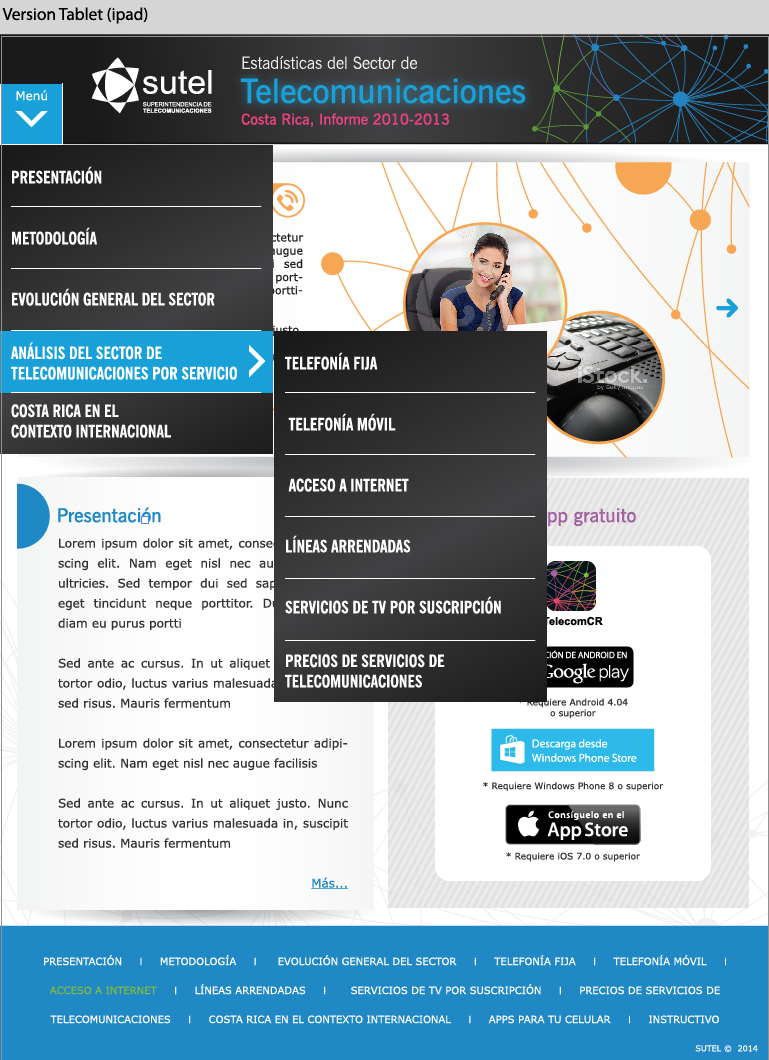 Version Tablet (ipad)
Menú
sutel
SUPERINTENDENCIA DE
TELECOMUNICACIONES
Estadísticas del Sector de
Telecomunicaciones
Costa Rica, Informe 2010-2013
PRESENTACIÓN
METODOLOGÍA
EVOLUCIÓN GENERAL DEL SECTOR
ANÁLISIS DEL SECTOR DE
TELECOMUNICACIONES POR SERVICIO
COSTA RICA EN EL
CONTEXTO INTERNACIONAL
sed
port-
TELEFONÍA FIJA
TELEFONÍA MÓVIL
ACCESO A INTERNET
LÍNEAS ARRENDADAS
SERVICIOS DE TV POR SUSCRIPCIÓN
PRECIOS DE SERVICIOS DE
TELECOMUNICACIONES
iStock.
by Getty Images
Presentación
Lorem ipsum dolor sit amet, consec
scing elit. Nam eget nisl nec au
ultricies. Sed tempor dui sed sap
eget tincidunt neque porttitor. Du
diam eu purus portti
Sed ante ac cursus. In ut aliquet
tortor odio, luctus varius malesuada
sed risus. Mauris fermentum
Lorem ipsum dolor sit amet, consectetur adipi-
scing elit. Nam eget nisl nec augue facilisis
Sed ante ac cursus. In ut aliquet justo. Nunc
tortor odio, luctus varius malesuada in, suscipit
sed risus. Mauris fermentum
Más...
pp gratuito
TelecomCR
CIÓN DE ANDROID EN
Google play
* Requiere Android 4.04
o superior
Descarga desde
Windows Phone Store
* Requiere Windows Phone 8 o superior
Consíguelo en el
App Store
* Requiere iOS 7.0 o superior
PRESENTACIÓN | METODOLOGÍA | EVOLUCIÓN GENERAL DEL SECTOR | TELEFONÍA FIJA | TELEFONÍA MÓVIL |
ACCESO A INTERNET | LÍNEAS ARRENDADAS | SERVICIOS DE TV POR SUSCRIPCIÓN | PRECIOS DE SERVICIOS DE
TELECOMUNICACIONES | COSTA RICA EN EL CONTEXTO INTERNACIONAL | APPS PARA TU CELULAR | INSTRUCTIVO
SUTEL © 2014